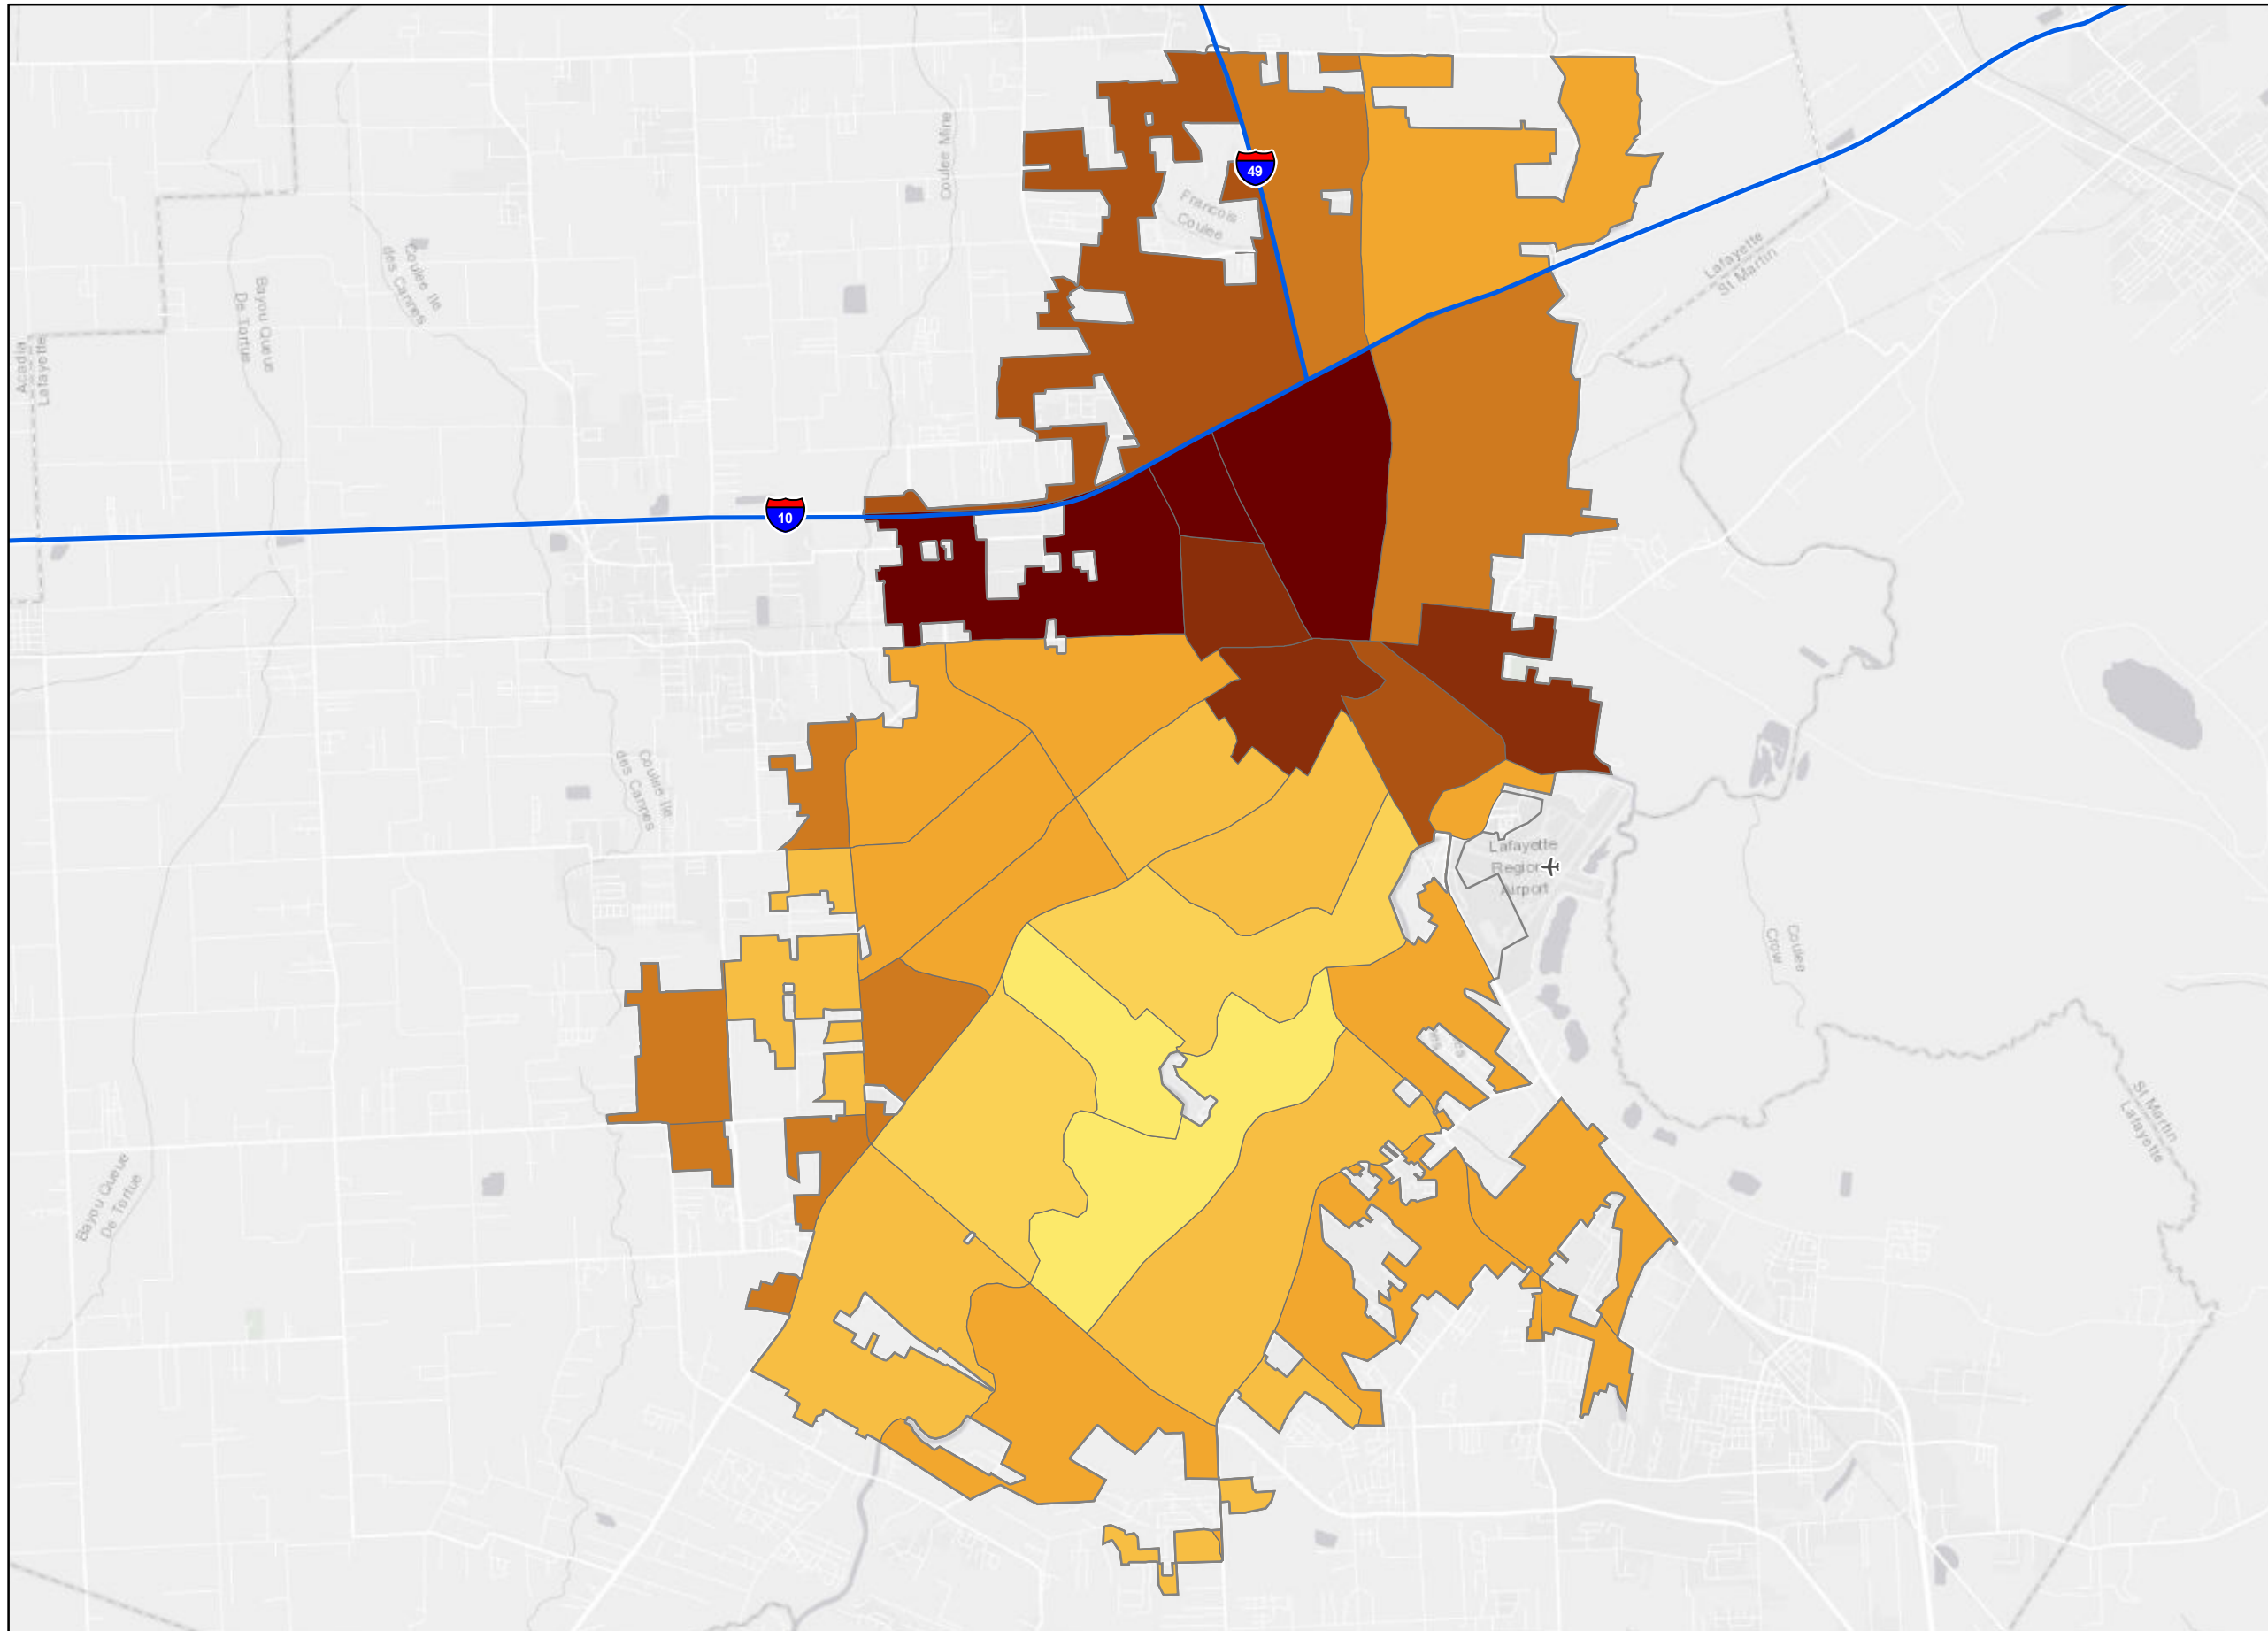 Coulee Mine
49
Francois
Coulee
Lafayette
St Martin
Coulee Ile
des Cannes
Bayou Queue
De Tortue
Acadia
Lafayette
10
Coulee Ile
des Cannes
Lafayette
Region
Airport
Coulee
Crow
St Martin
Lafayette
Bayou Queue
De Tortue